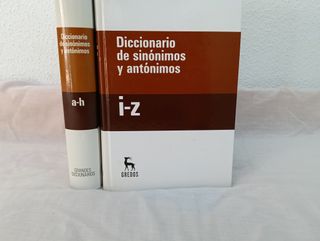 Diccionario
de sinónimos
y antónimos
a-h
GRANDES
DICCIONARIOS
Diccionario
de sinónimos
y antónimos
i-z
GREDOS